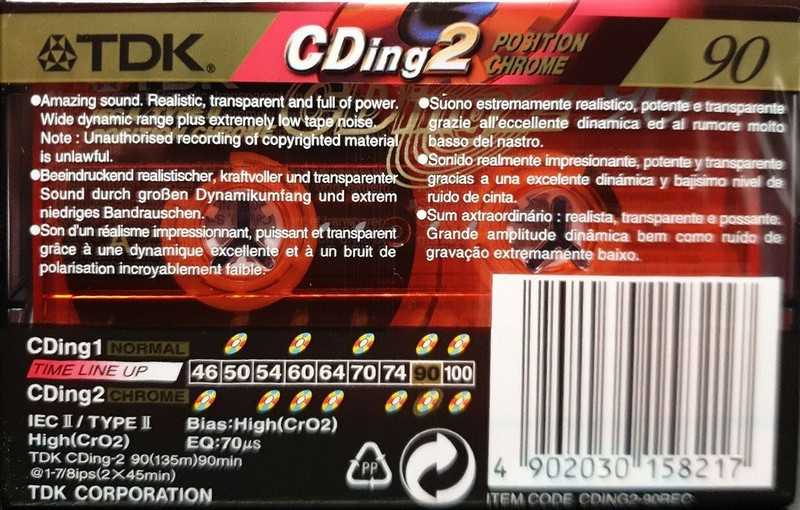 TDK®
CDing2
POSITION
CHROME
90
●Amazing sound. Realistic, transparent and full of power.
Wide dynamic range plus extremely low tape noise.
Note : Unauthorised recording of copyrighted material
is unlawful.
●Beeindruckend realistischer, kraftvoller und transparenter
Sound durch großen Dynamikumfang und extrem
niedriges Bandrauschen.
●Son d'un réalisme impressionnant, puissant et transparent
grâce à une dynamique excellente et à un bruit de
polarisation incroyablement faible.
●Suono estremamente realistico, potente e transparente
grazie all'eccellente dinamica ed al rumore molto
basso del nastro.
●Sonido realmente impresionante, potente y transparente
gracias a una excelente dinámica y bajisimo nivel de
ruido de cinta.
●Sum axtraordinário : realista, transparente e possante.
Grande amplitude dinâmica bem como ruído de
gravação extremamente baixo.
CDing1 NORMAL
TIME LINE UP 46 50 54 60 64 70 74 90 100
CDing2 CHROME
IEC II / TYPE II Bias:High(CrO2)
High(CrO2) EQ:70μs
TDK CDing-2 90(135m)90min
@1-7/8ips(2×45min)
TDK CORPORATION
PP
4 902030 158217
ITEM CODE CDING2-90REC